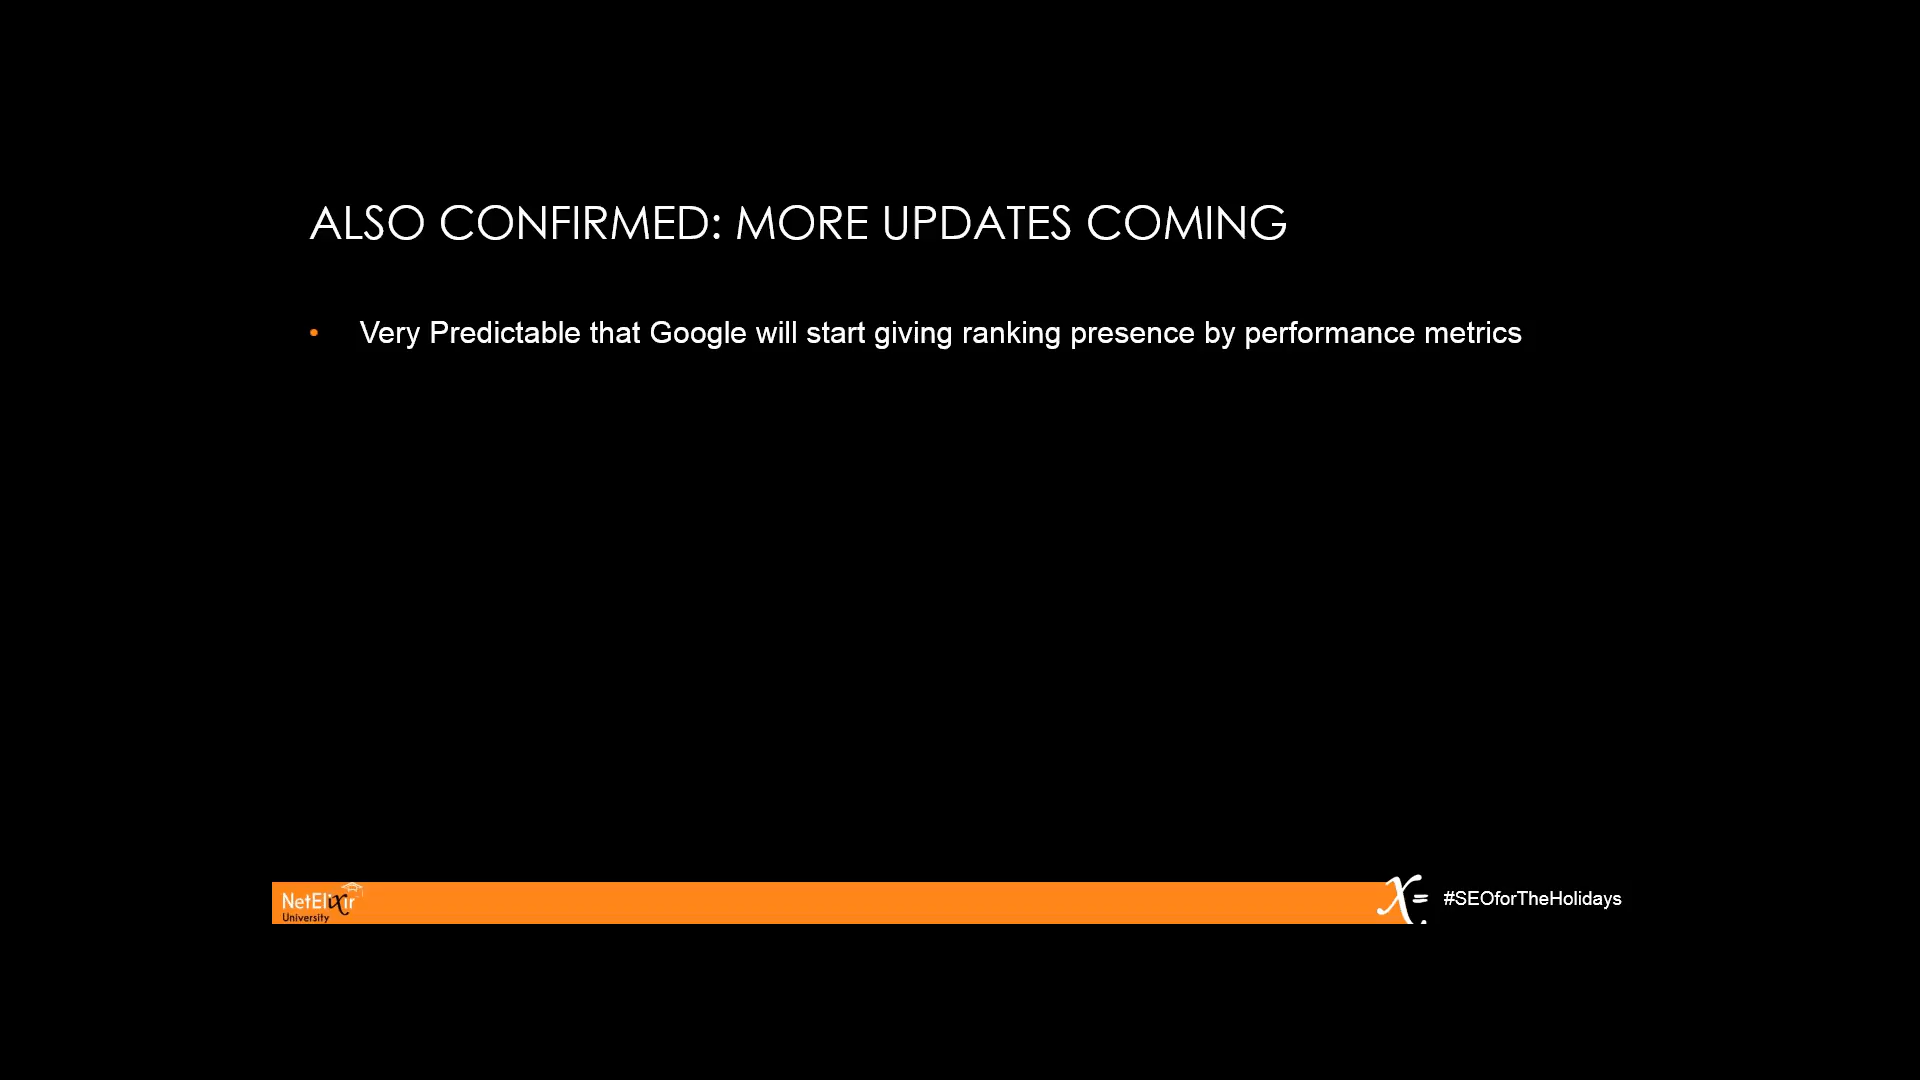 ALSO CONFIRMED: MORE UPDATES COMING
• Very Predictable that Google will start giving ranking presence by performance metrics
NetElixir
University
X=
#SEOforTheHolidays